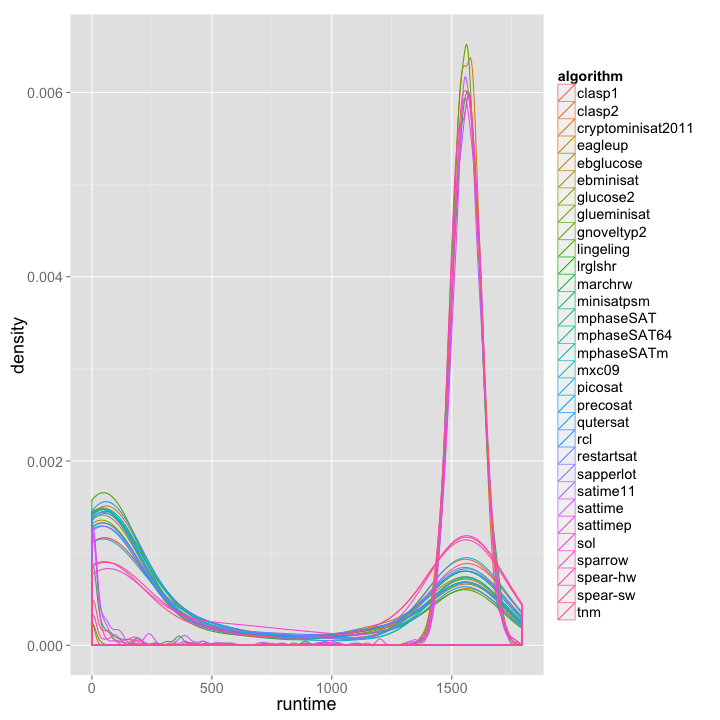 algorithm
clasp1
clasp2
cryptominisat2011
eagleup
ebglucose
ebminisat
glucose2
glueminisat
gnoveltyp2
lingeling
lrglshr
marchrw
minisatpsm
mphaseSAT
mphaseSAT64
mphaseSATm
mxc09
picosat
precosat
qutersat
rcl
restartsat
sapperlot
satime11
sattime
sattimep
sol
sparrow
spear-hw
spear-sw
tnm
density
0.006
0.004
0.002
0.000
0 500 1000 1500
runtime